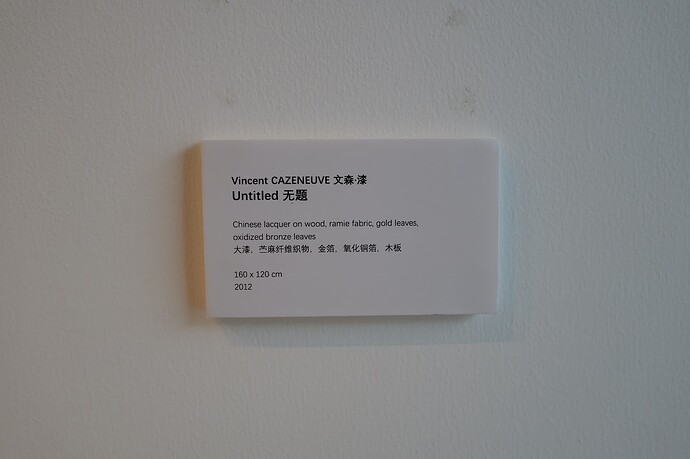 Vincent CAZENEUVE 文森·漆
Untitled 无题
Chinese lacquer on wood, ramie fabric, gold leaves,
oxidized bronze leaves
大漆，苎麻纤维织物，金箔，氧化铜箔，木板
160 x 120 cm
2012